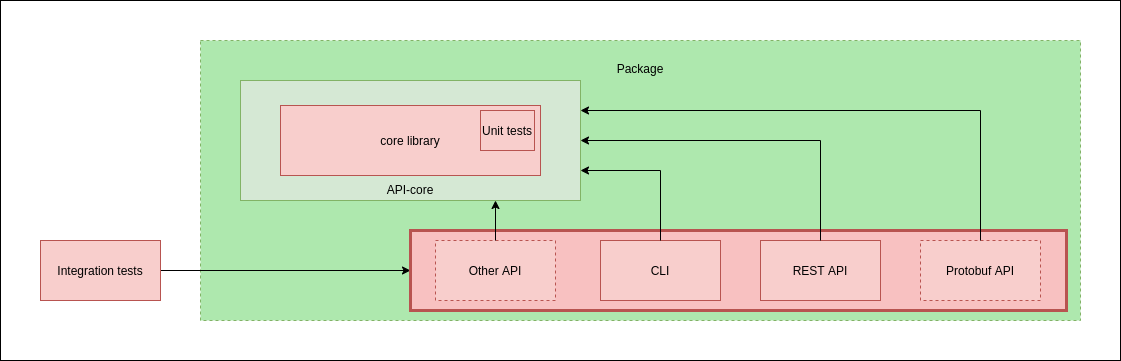 Package
Unit tests
core library
API-core
Integration tests
Other API
CLI
REST API
Protobuf API